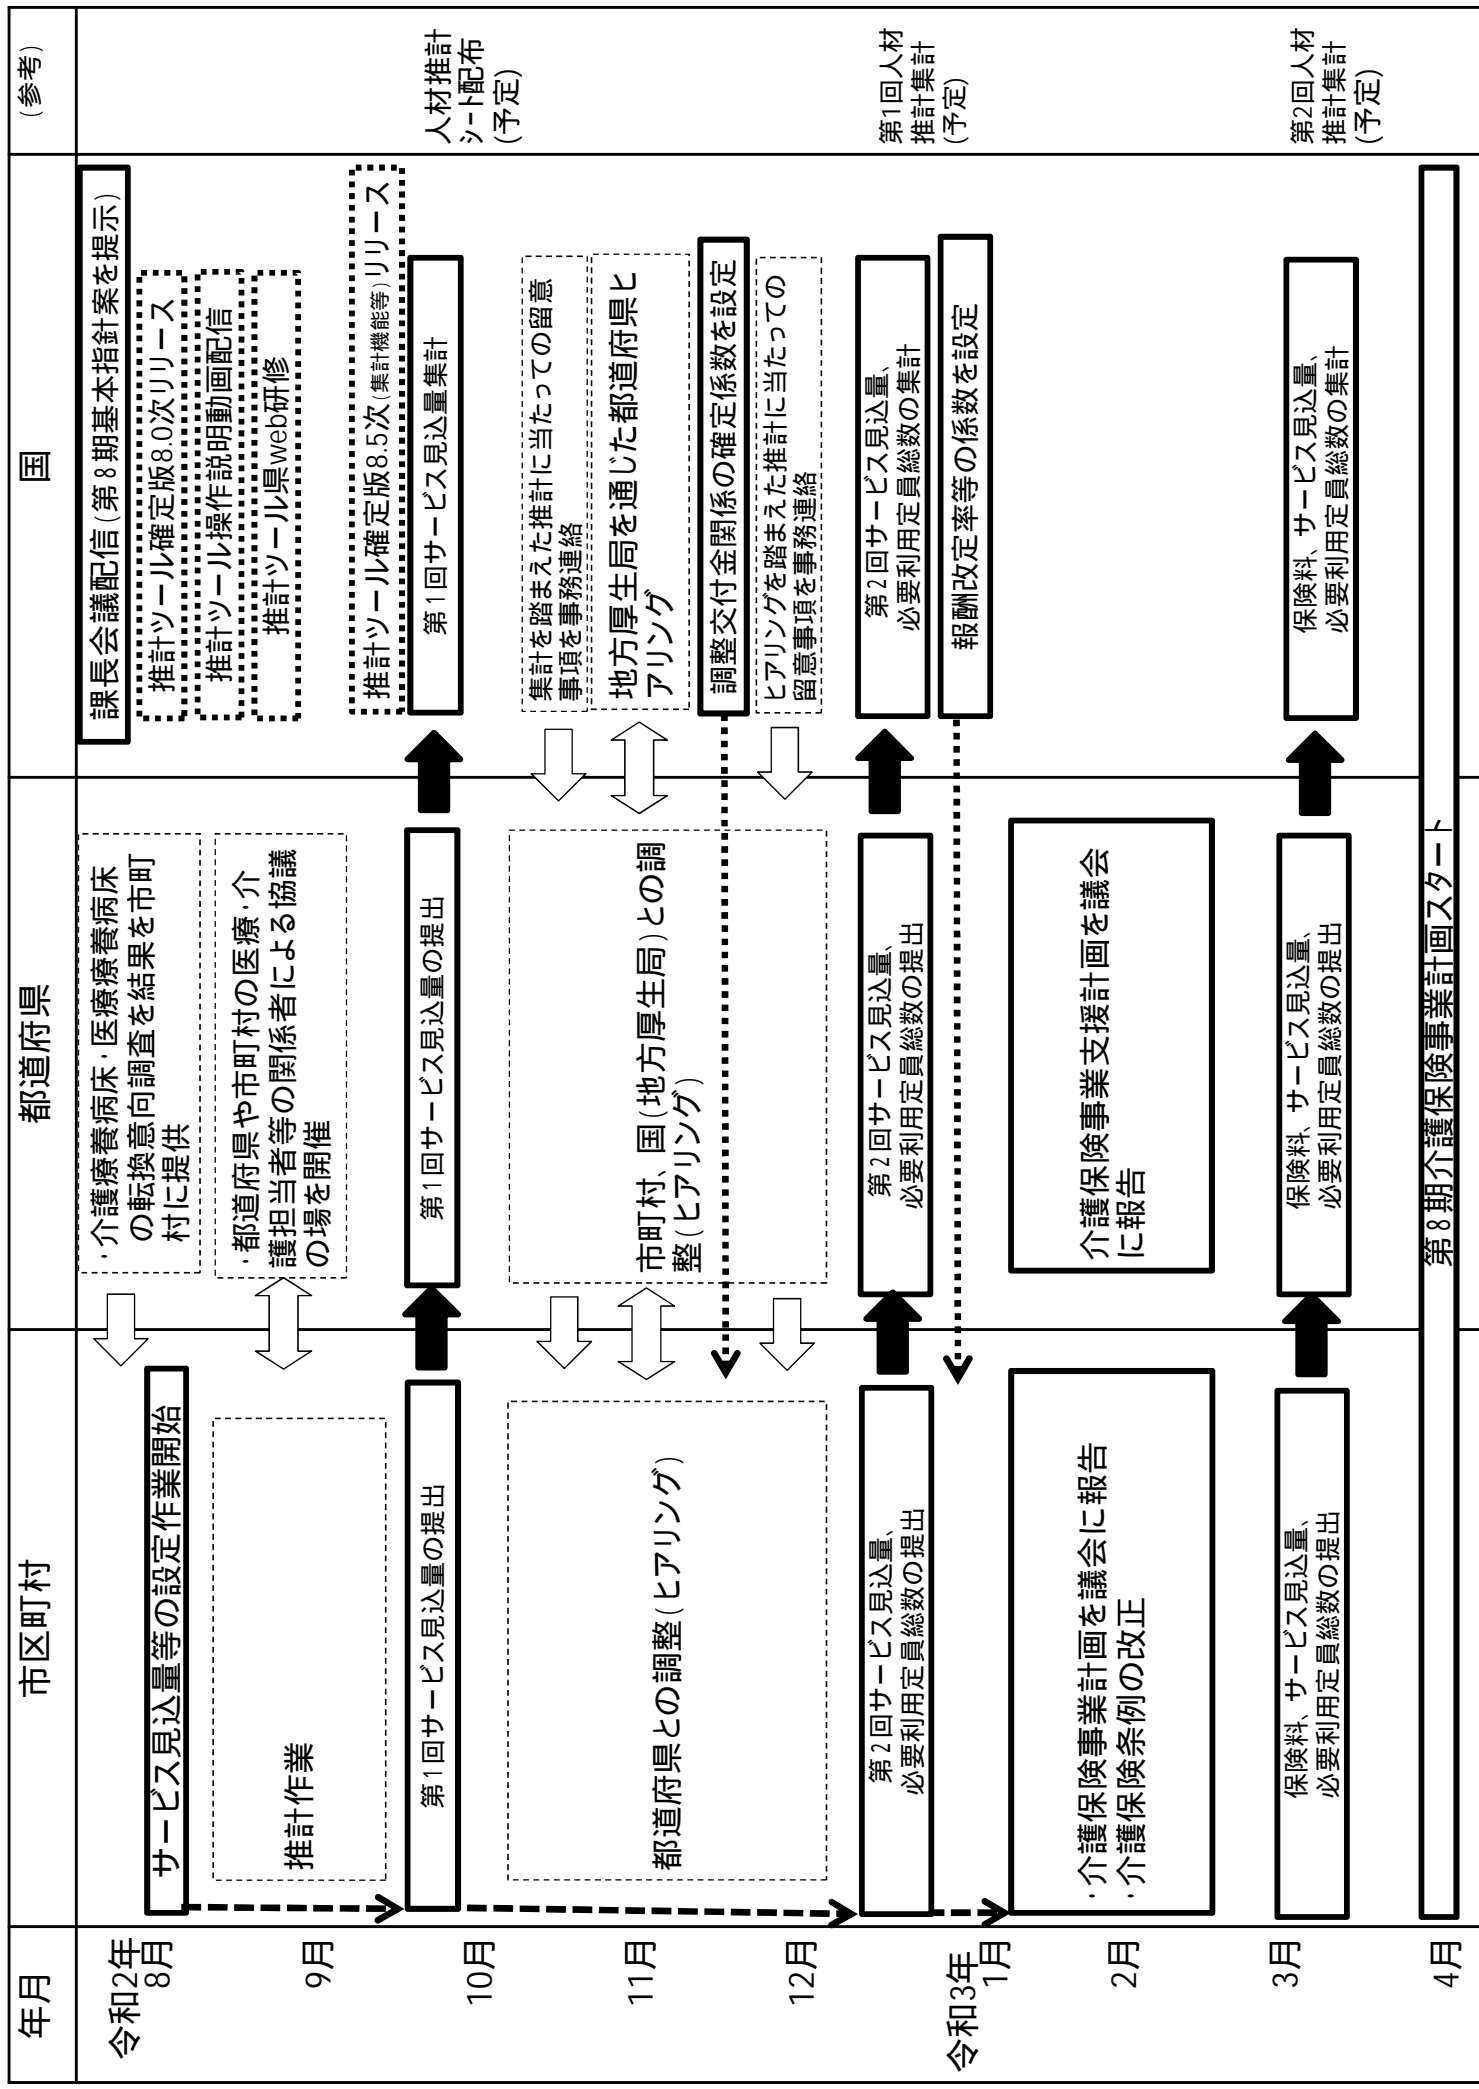 年月
市区町村
都道府県
国
(参考)
令和2年
8月
9月
10月
11月
12月
令和3年
1月
2月
3月
4月
サービス見込量等の設定作業開始
推計作業
第1回サービス見込量の提出
都道府県との調整(ヒアリング)
第2回サービス見込量、
必要利用定員総数の提出
・介護保険事業計画を議会に報告
・介護保険条例の改正
保険料、サービス見込量、
必要利用定員総数の提出
・介護療養病床・医療療養病床
の転換意向調査を結果を市町
村に提供
・都道府県や市町村の医療・介
護担当者等の関係者による協議
の場を開催
第1回サービス見込量の提出
市町村、国(地方厚生局)との調
整(ヒアリング)
第2回サービス見込量、
必要利用定員総数の提出
介護保険事業支援計画を議会
に報告
保険料、サービス見込量、
必要利用定員総数の提出
課長会議配信(第8期基本指針案を提示)
推計ツール確定版8.0次リリース
推計ツール操作説明動画配信
推計ツール県web研修
推計ツール確定版8.5次(集計機能等)リリース
第1回サービス見込量集計
集計を踏まえた推計に当たっての留意
事項を事務連絡
地方厚生局を通じた都道府県ヒ
アリング
調整交付金関係の確定係数を設定
ヒアリングを踏まえた推計に当たっての
留意事項を事務連絡
第2回サービス見込量、
必要利用定員総数の集計
報酬改定率等の係数を設定
保険料、サービス見込量、
必要利用定員総数の集計
第8期介護保険事業計画スタート
人材推計
シート配布
(予定)
第1回人材
推計集計
(予定)
第2回人材
推計集計
(予定)